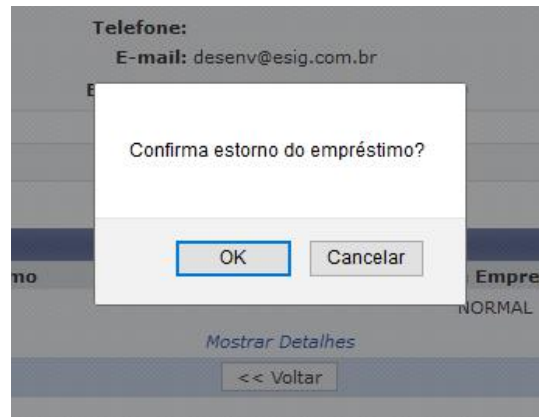 Telefone:
E-mail: desenv@esig.com.br
Confirma estorno do empréstimo?
OK Cancelar
mo Empre
NORMAL
Mostrar Detalhes
<< Voltar